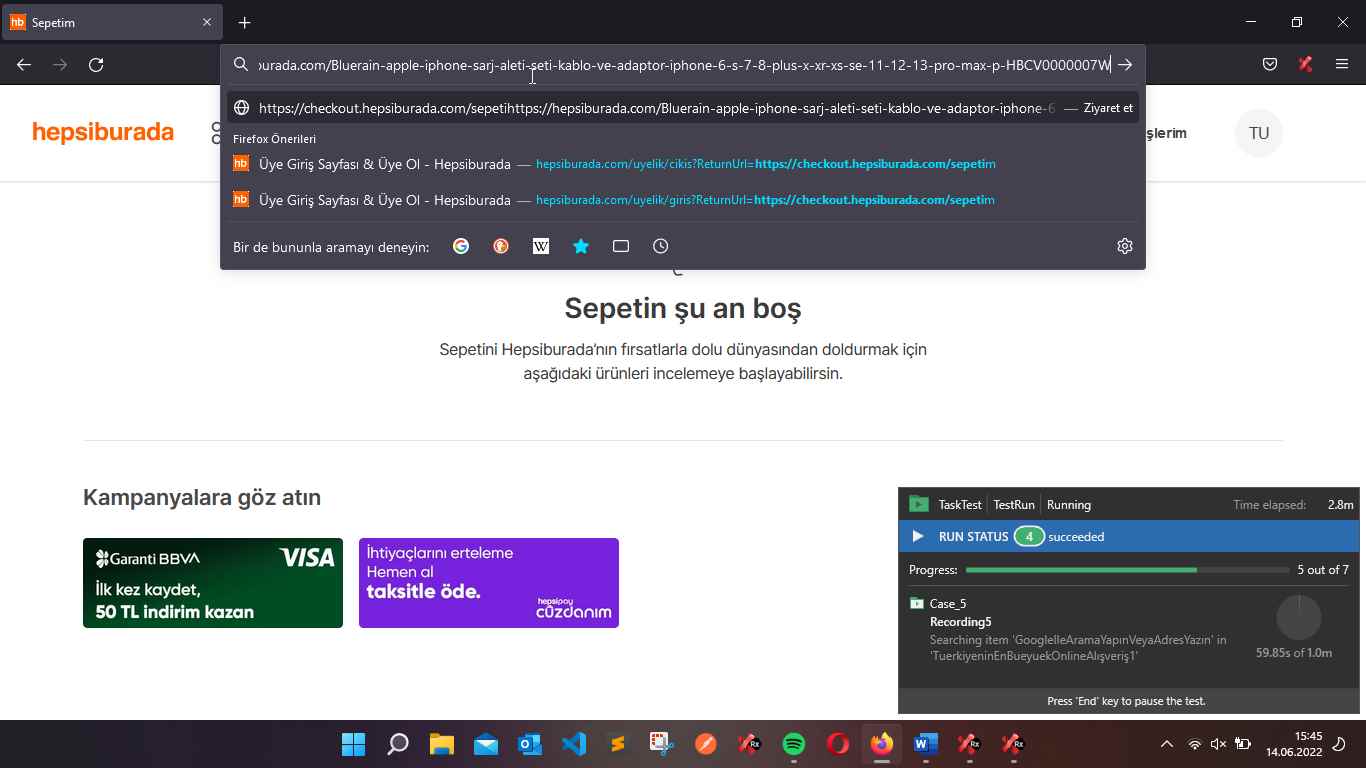 hb Sepetim
burada.com/Bluerain-apple-iphone-sarj-aleti-seti-kablo-ve-adaptor-iphone-6-s-7-8-plus-x-xr-xs-se-11-12-13-pro-max-p-HBCV0000007W
https://checkout.hepsiburada.com/sepetihttps://hepsiburada.com/Bluerain-apple-iphone-sarj-aleti-seti-kablo-ve-adaptor-iphone-6 — Ziyaret et
Firefox Önerileri
hb Üye Giriş Sayfası & Üye Ol - Hepsiburada — hepsiburada.com/uyelik/cikis?ReturnUrl=https://checkout.hepsiburada.com/sepetim
hb Üye Giriş Sayfası & Üye Ol - Hepsiburada — hepsiburada.com/uyelik/giris?ReturnUrl=https://checkout.hepsiburada.com/sepetim
Bir de bununla aramayı deneyin:
hepsiburada
şlerim
TU
Sepetin şu an boş
Sepetini Hepsiburada'nın fırsatlarla dolu dünyasından doldurmak için
aşağıdaki ürünleri incelemeye başlayabilirsin.
Kampanyalara göz atın
Garanti BBVA VISA
İlk kez kaydet,
50 TL indirim kazan
İhtiyaçlarını erteleme
Hemen al
taksitle öde.
hepsipay
cüzdanım
TaskTest TestRun Running Time elapsed: 2.8m
RUN STATUS 4 succeeded
Progress: 5 out of 7
Case_5
Recording5
Searching item 'GooglelleAramaYapınVeyaAdresYazın' in
'TuerkiyeninEnBueyuekOnlineAlışveriş1'
59.85s of 1.0m
Press 'End' key to pause the test.
15:45
14.06.2022